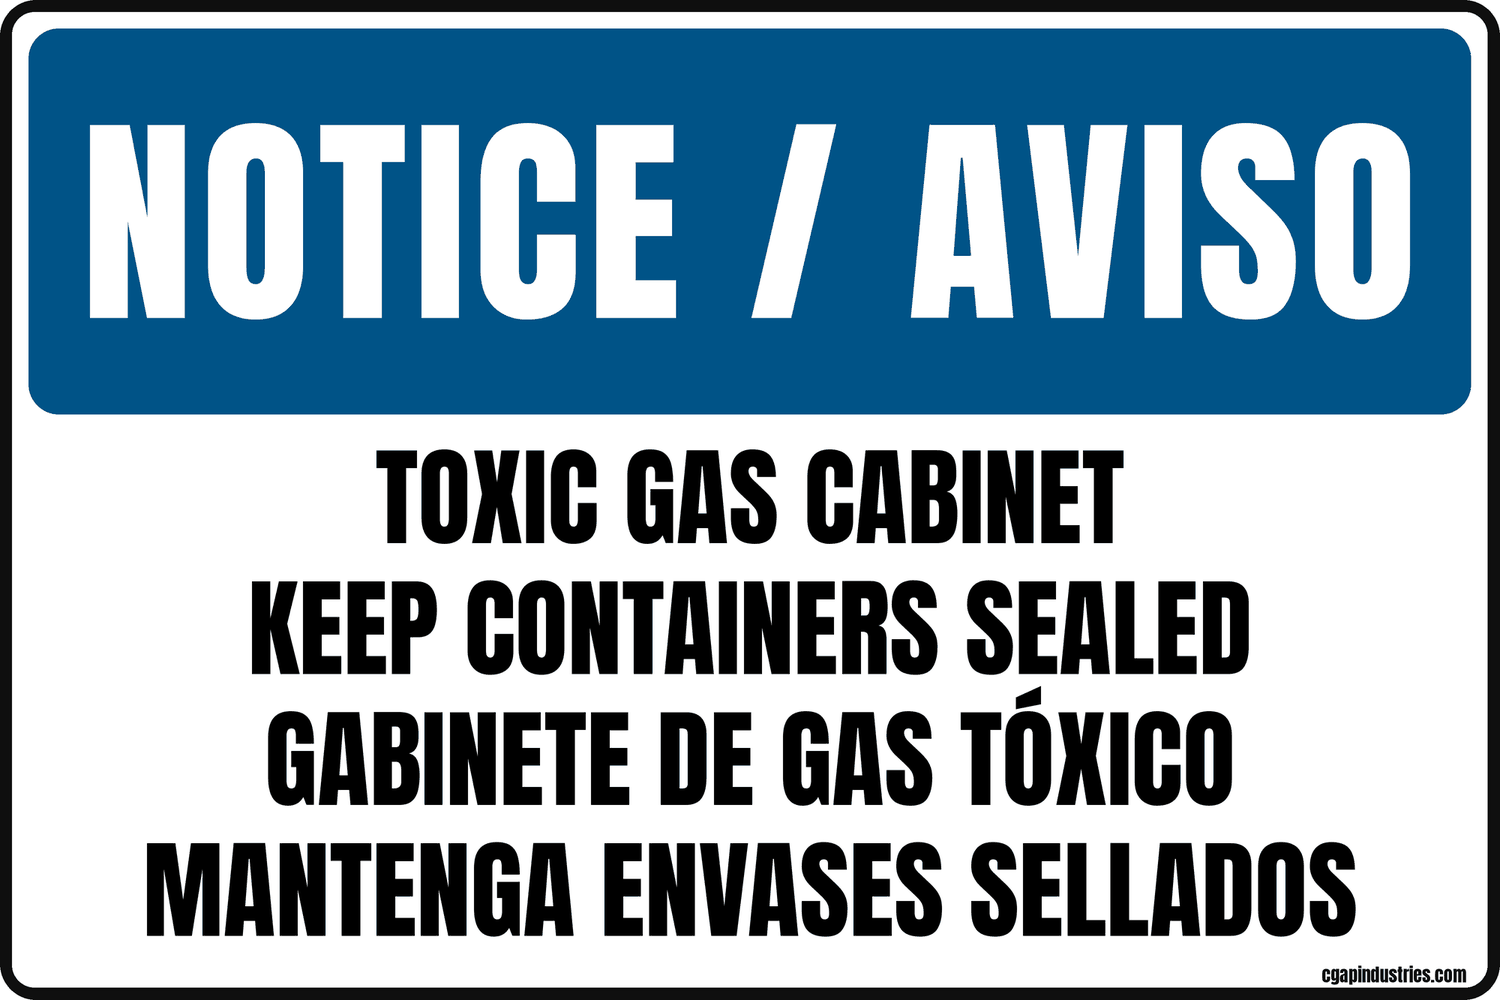 NOTICE / AVISO
TOXIC GAS CABINET
KEEP CONTAINERS SEALED
GABINETE DE GAS TÓXICO
MANTENGA ENVASES SELLADOS
cgapindustries.com